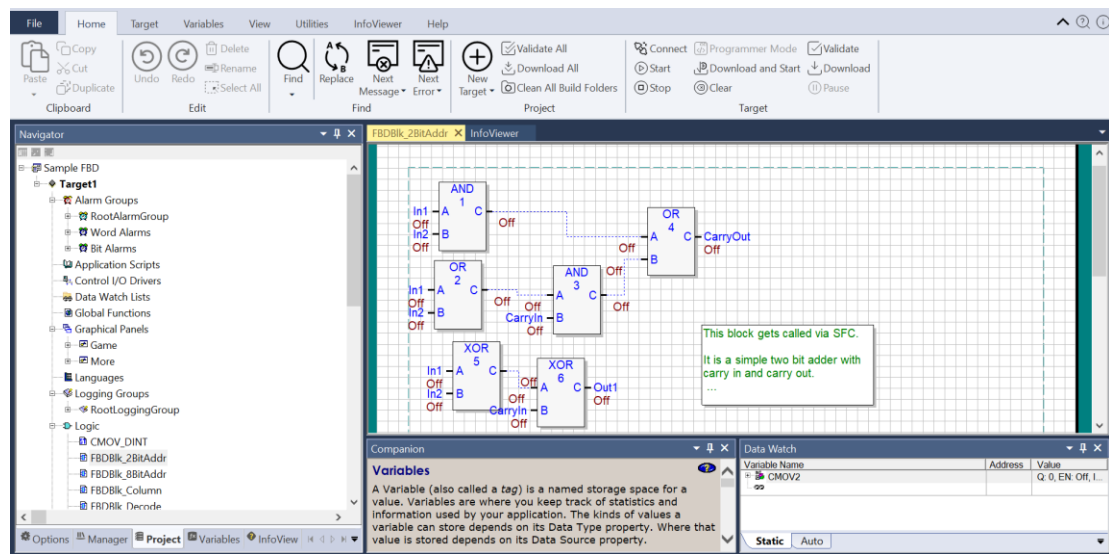 File Home Target Variables View Utilities InfoViewer Help
Paste Copy Cut Duplicate
Clipboard
Undo Redo Delete Rename Select All
Edit
Find Replace Next Message Next Error
Find
New Target Validate All Download All Clean All Build Folders
Project
Connect Programmer Mode Validate
Start Download and Start Download
Stop Clear Pause
Target
Navigator
Sample FBD
Target1
Alarm Groups
RootAlarmGroup
Word Alarms
Bit Alarms
Application Scripts
Control I/O Drivers
Data Watch Lists
Global Functions
Graphical Panels
Game
More
Languages
Logging Groups
RootLoggingGroup
Logic
CMOV_DINT
FBDBlk_2BitAddr
FBDBlk_8BitAddr
FBDBlk_Column
FBDBlk_Decode
Options Manager Project Variables InfoView
FBDBlk_2BitAddr InfoViewer
AND
1
In1 A C Off
Off
In2 B
Off
OR
4
Off A C CarryOut
Off
Off B
OR
2
In1 A C Off
Off
In2 B
Off
AND
3
Off A C Off
CarryIn B
Off
XOR
5
In1 A C Off
Off
In2 B
Off
XOR
6
Off A C Out1
Off
CarryIn B
Off
This block gets called via SFC.
It is a simple two bit adder with
carry in and carry out.
...
Companion
Variables
A Variable (also called a tag) is a named storage space for a
value. Variables are where you keep track of statistics and
information used by your application. The kinds of values a
variable can store depends on its Data Type property. Where that
value is stored depends on its Data Source property.
Data Watch
Variable Name Address Value
CMOV2 Q: 0, EN: Off, I...
Static Auto